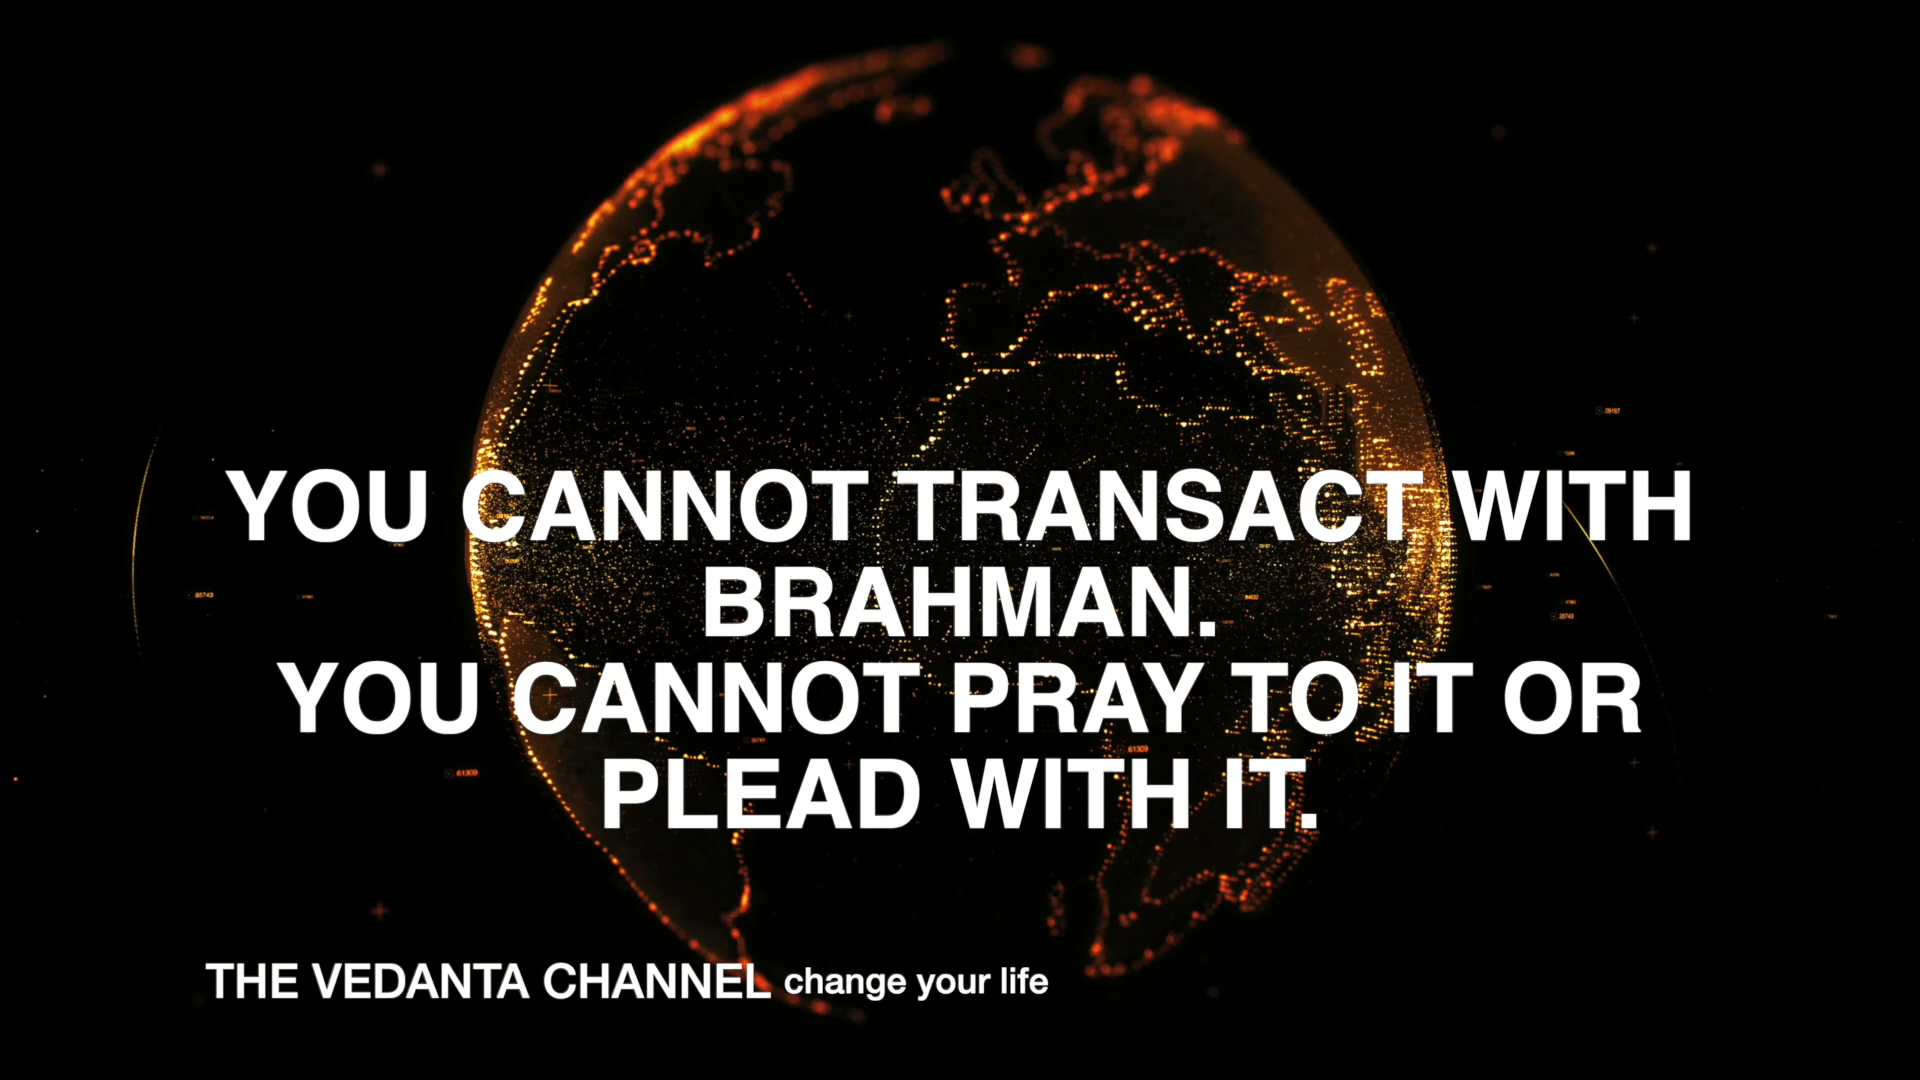 YOU CANNOT TRANSACT WITH
BRAHMAN.
YOU CANNOT PRAY TO IT OR
PLEAD WITH IT.
THE VEDANTA CHANNEL change your life